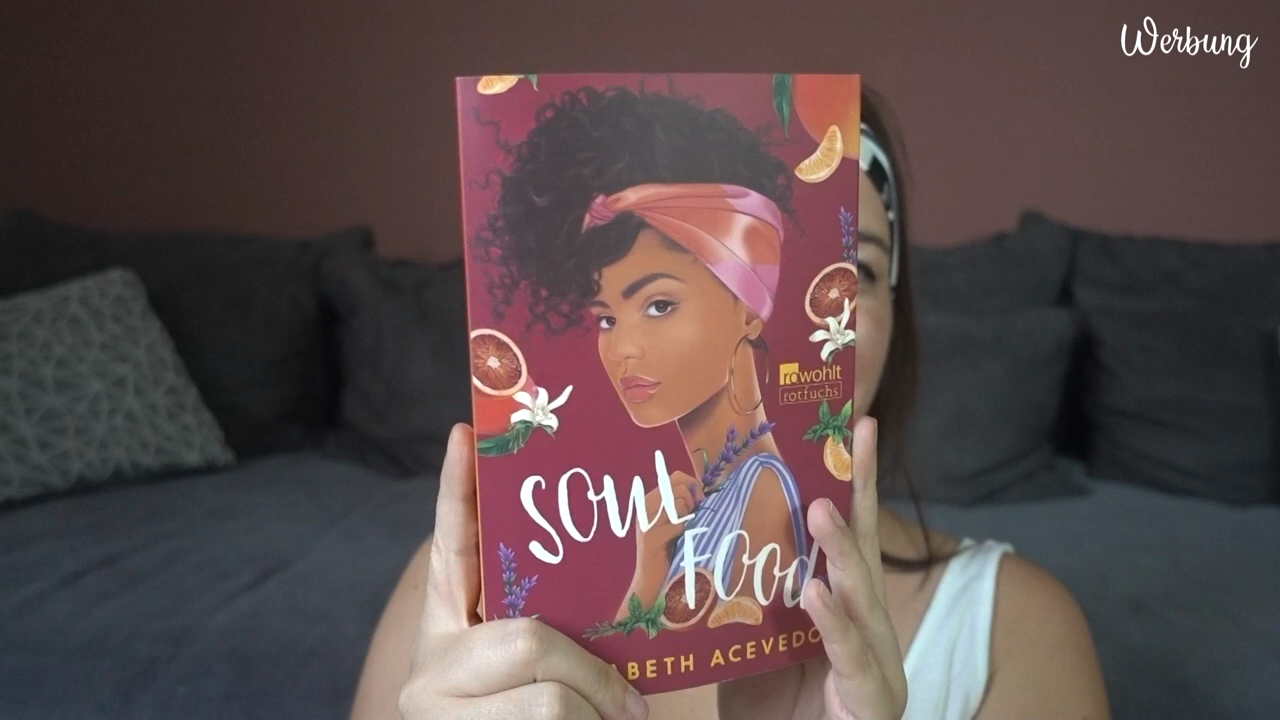 Werbung
rowohlt
rotfuchs
SOUL
FOOD
ABETH ACEVEDO